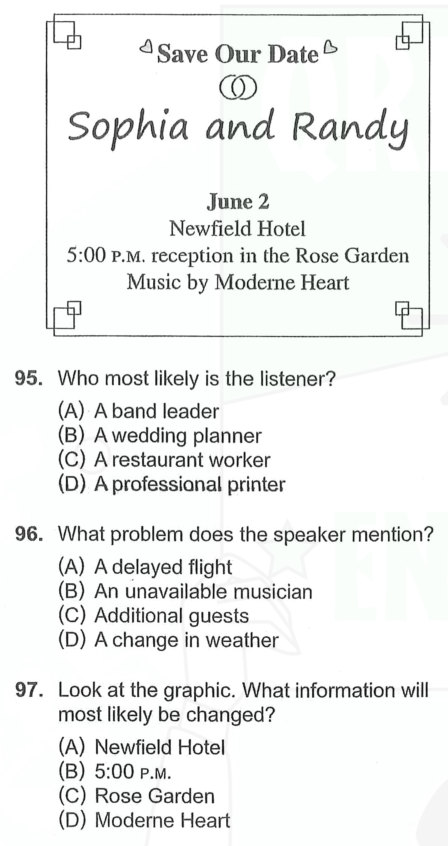 Save Our Date
Sophia and Randy
June 2
Newfield Hotel
5:00 P.M. reception in the Rose Garden
Music by Moderne Heart
95. Who most likely is the listener?
(A) A band leader
(B) A wedding planner
(C) A restaurant worker
(D) A professional printer
96. What problem does the speaker mention?
(A) A delayed flight
(B) An unavailable musician
(C) Additional guests
(D) A change in weather
97. Look at the graphic. What information will
most likely be changed?
(A) Newfield Hotel
(B) 5:00 P.M.
(C) Rose Garden
(D) Moderne Heart